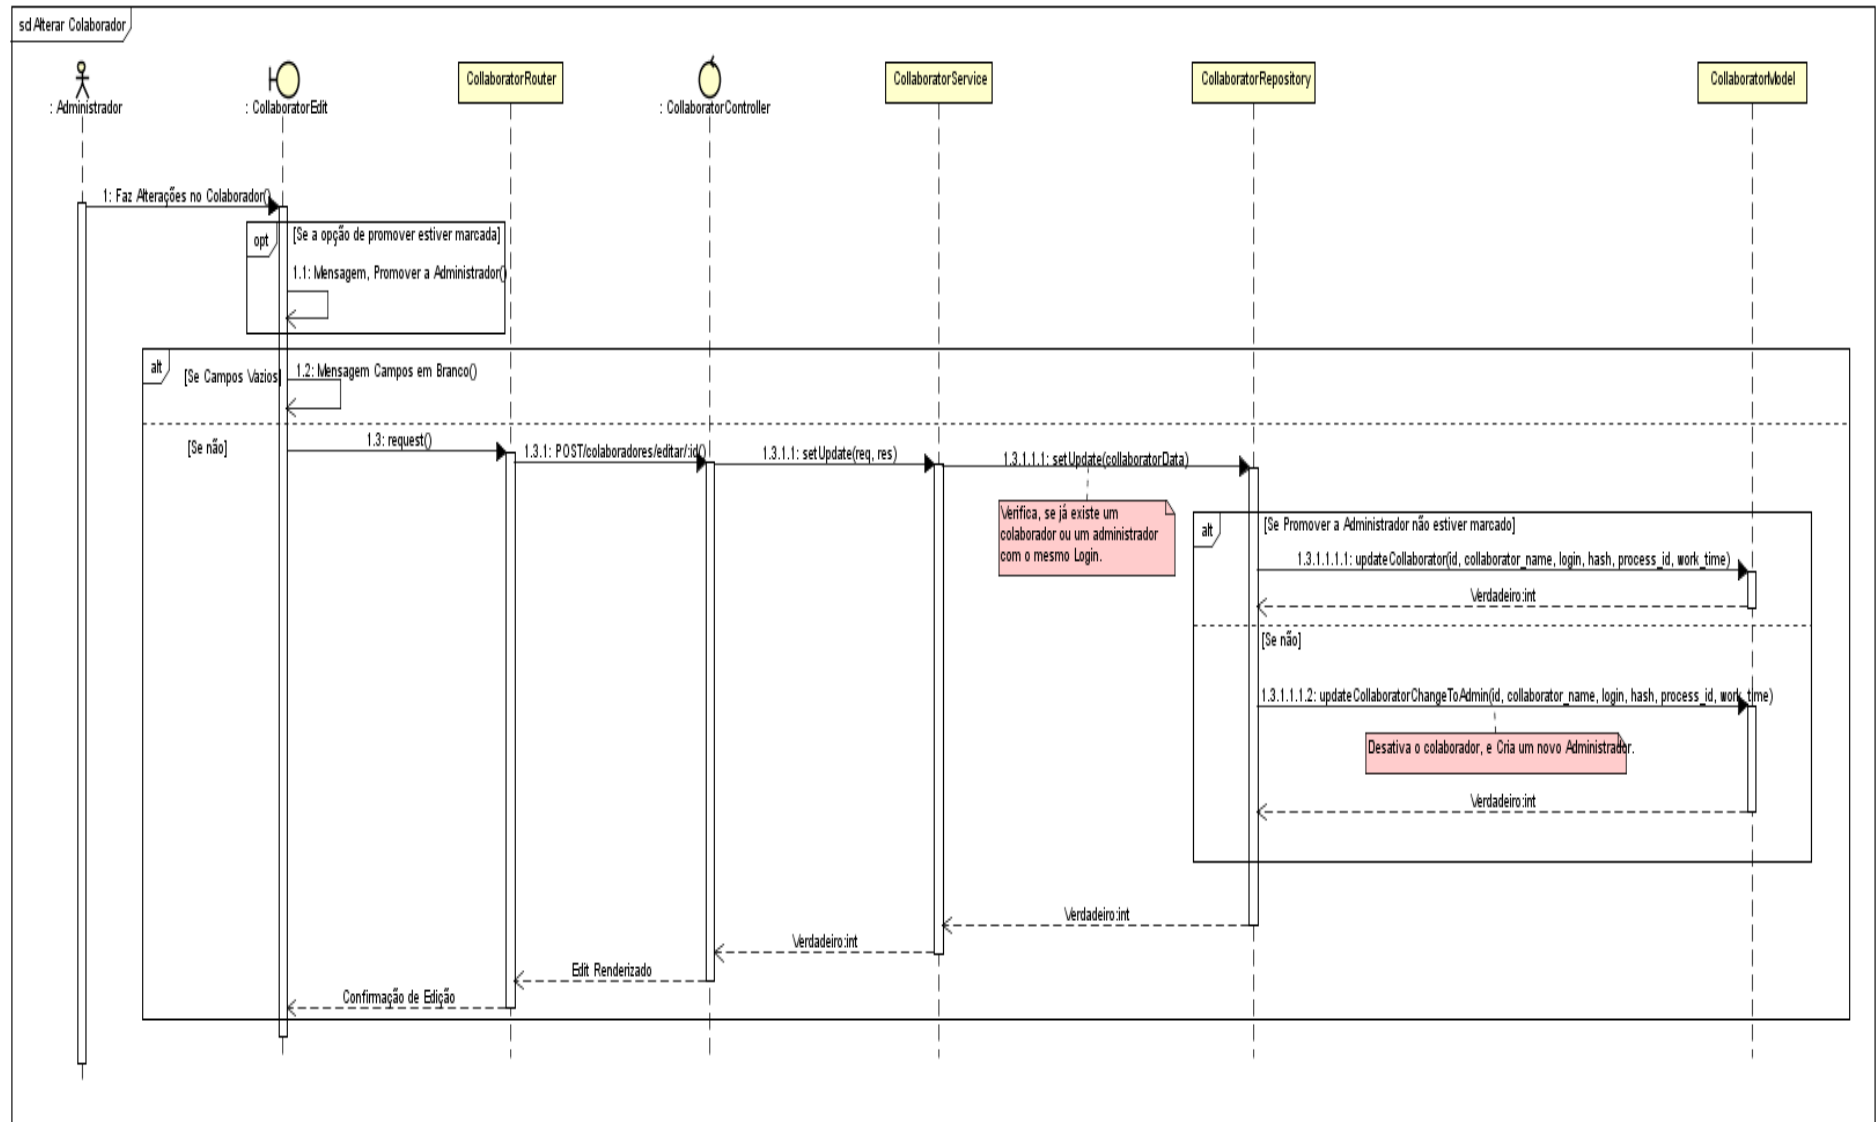 sd Alterar Colaborador
: Administrador
: CollaboratorEdit
CollaboratorRouter
: CollaboratorController
CollaboratorService
CollaboratorRepository
CollaboratorModel
1: Faz Alterações no Colaborador()
opt
[Se a opção de promover estiver marcada]
1.1: Mensagem, Promover a Administrador()
alt
[Se Campos Vazios]
1.2: Mensagem Campos em Branco()
[Se não]
1.3: request()
1.3.1: POST/colaboradores/editar/:id()
1.3.1.1: setUpdate(req, res)
1.3.1.1.1: setUpdate(collaboratorData)
Verifica, se já existe um
colaborador ou um administrador
com o mesmo Login.
alt
[Se Promover a Administrador não estiver marcado]
1.3.1.1.1.1: updateCollaborator(id, collaborator_name, login, hash, process_id, work_time)
Verdadeiro:int
[Se não]
1.3.1.1.1.2: updateCollaboratorChangeToAdmin(id, collaborator_name, login, hash, process_id, work_time)
Desativa o colaborador, e Cria um novo Administrador.
Verdadeiro:int
Verdadeiro:int
Verdadeiro:int
Edit Renderizado
Confirmação de Edição